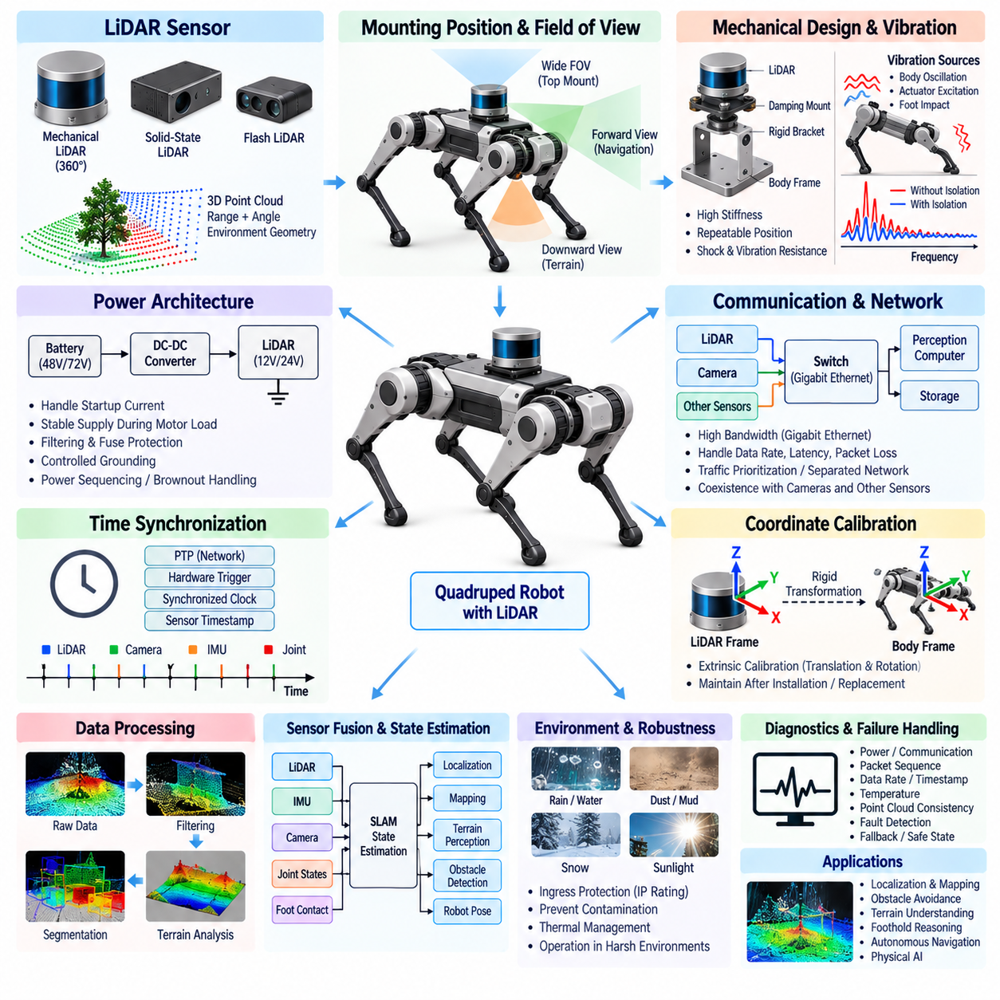 LiDAR Sensor
Mechanical
LiDAR
(360°)
Solid-State
LiDAR
Flash LiDAR
3D Point Cloud
Range + Angle
Environment Geometry
Mounting Position & Field of View
Wide FOV
(Top Mount)
Forward View
(Navigation)
Downward View
(Terrain)
Mechanical Design & Vibration
LiDAR
Damping Mount
Rigid Bracket
Body Frame
• High Stiffness
• Repeatable Position
• Shock & Vibration Resistance
Vibration Sources
• Body Oscillation
• Actuator Excitation
• Foot Impact
Without Isolation
With Isolation
Frequency
Power Architecture
Battery
(48V/72V)
DC-DC
Converter
LiDAR
(12V/24V)
• Handle Startup Current
• Stable Supply During Motor Load
• Filtering & Fuse Protection
• Controlled Grounding
• Power Sequencing / Brownout Handling
Communication & Network
LiDAR
Camera
Other Sensors
Switch
(Gigabit Ethernet)
Perception
Computer
Storage
• High Bandwidth (Gigabit Ethernet)
• Handle Data Rate, Latency, Packet Loss
• Traffic Prioritization / Separated Network
• Coexistence with Cameras and Other Sensors
Time Synchronization
PTP (Network)
Hardware Trigger
Synchronized Clock
Sensor Timestamp
LiDAR
Camera
IMU
Joint
Time
Quadruped Robot
with LiDAR
Coordinate Calibration
Z
Y
X
LiDAR Frame
Rigid
Transformation
Z
Y
X
Body Frame
• Extrinsic Calibration (Translation & Rotation)
• Maintain After Installation / Replacement
Data Processing
Raw Data
Filtering
Segmentation
Terrain Analysis
Sensor Fusion & State Estimation
LiDAR
IMU
Camera
Joint States
Foot Contact
SLAM
State
Estimation
Localization
Mapping
Terrain
Perception
Obstacle
Detection
Robot Pose
Environment & Robustness
Rain / Water
Dust / Mud
Snow
Sunlight
• Ingress Protection (IP Rating)
• Prevent Contamination
• Thermal Management
• Operation in Harsh Environments
Diagnostics & Failure Handling
• Power / Communication
• Packet Sequence
• Data Rate / Timestamp
• Temperature
• Point Cloud Consistency
• Fault Detection
• Fallback / Safe State
Applications
• Localization & Mapping
• Obstacle Avoidance
• Terrain Understanding
• Foothold Reasoning
• Autonomous Navigation
• Physical AI